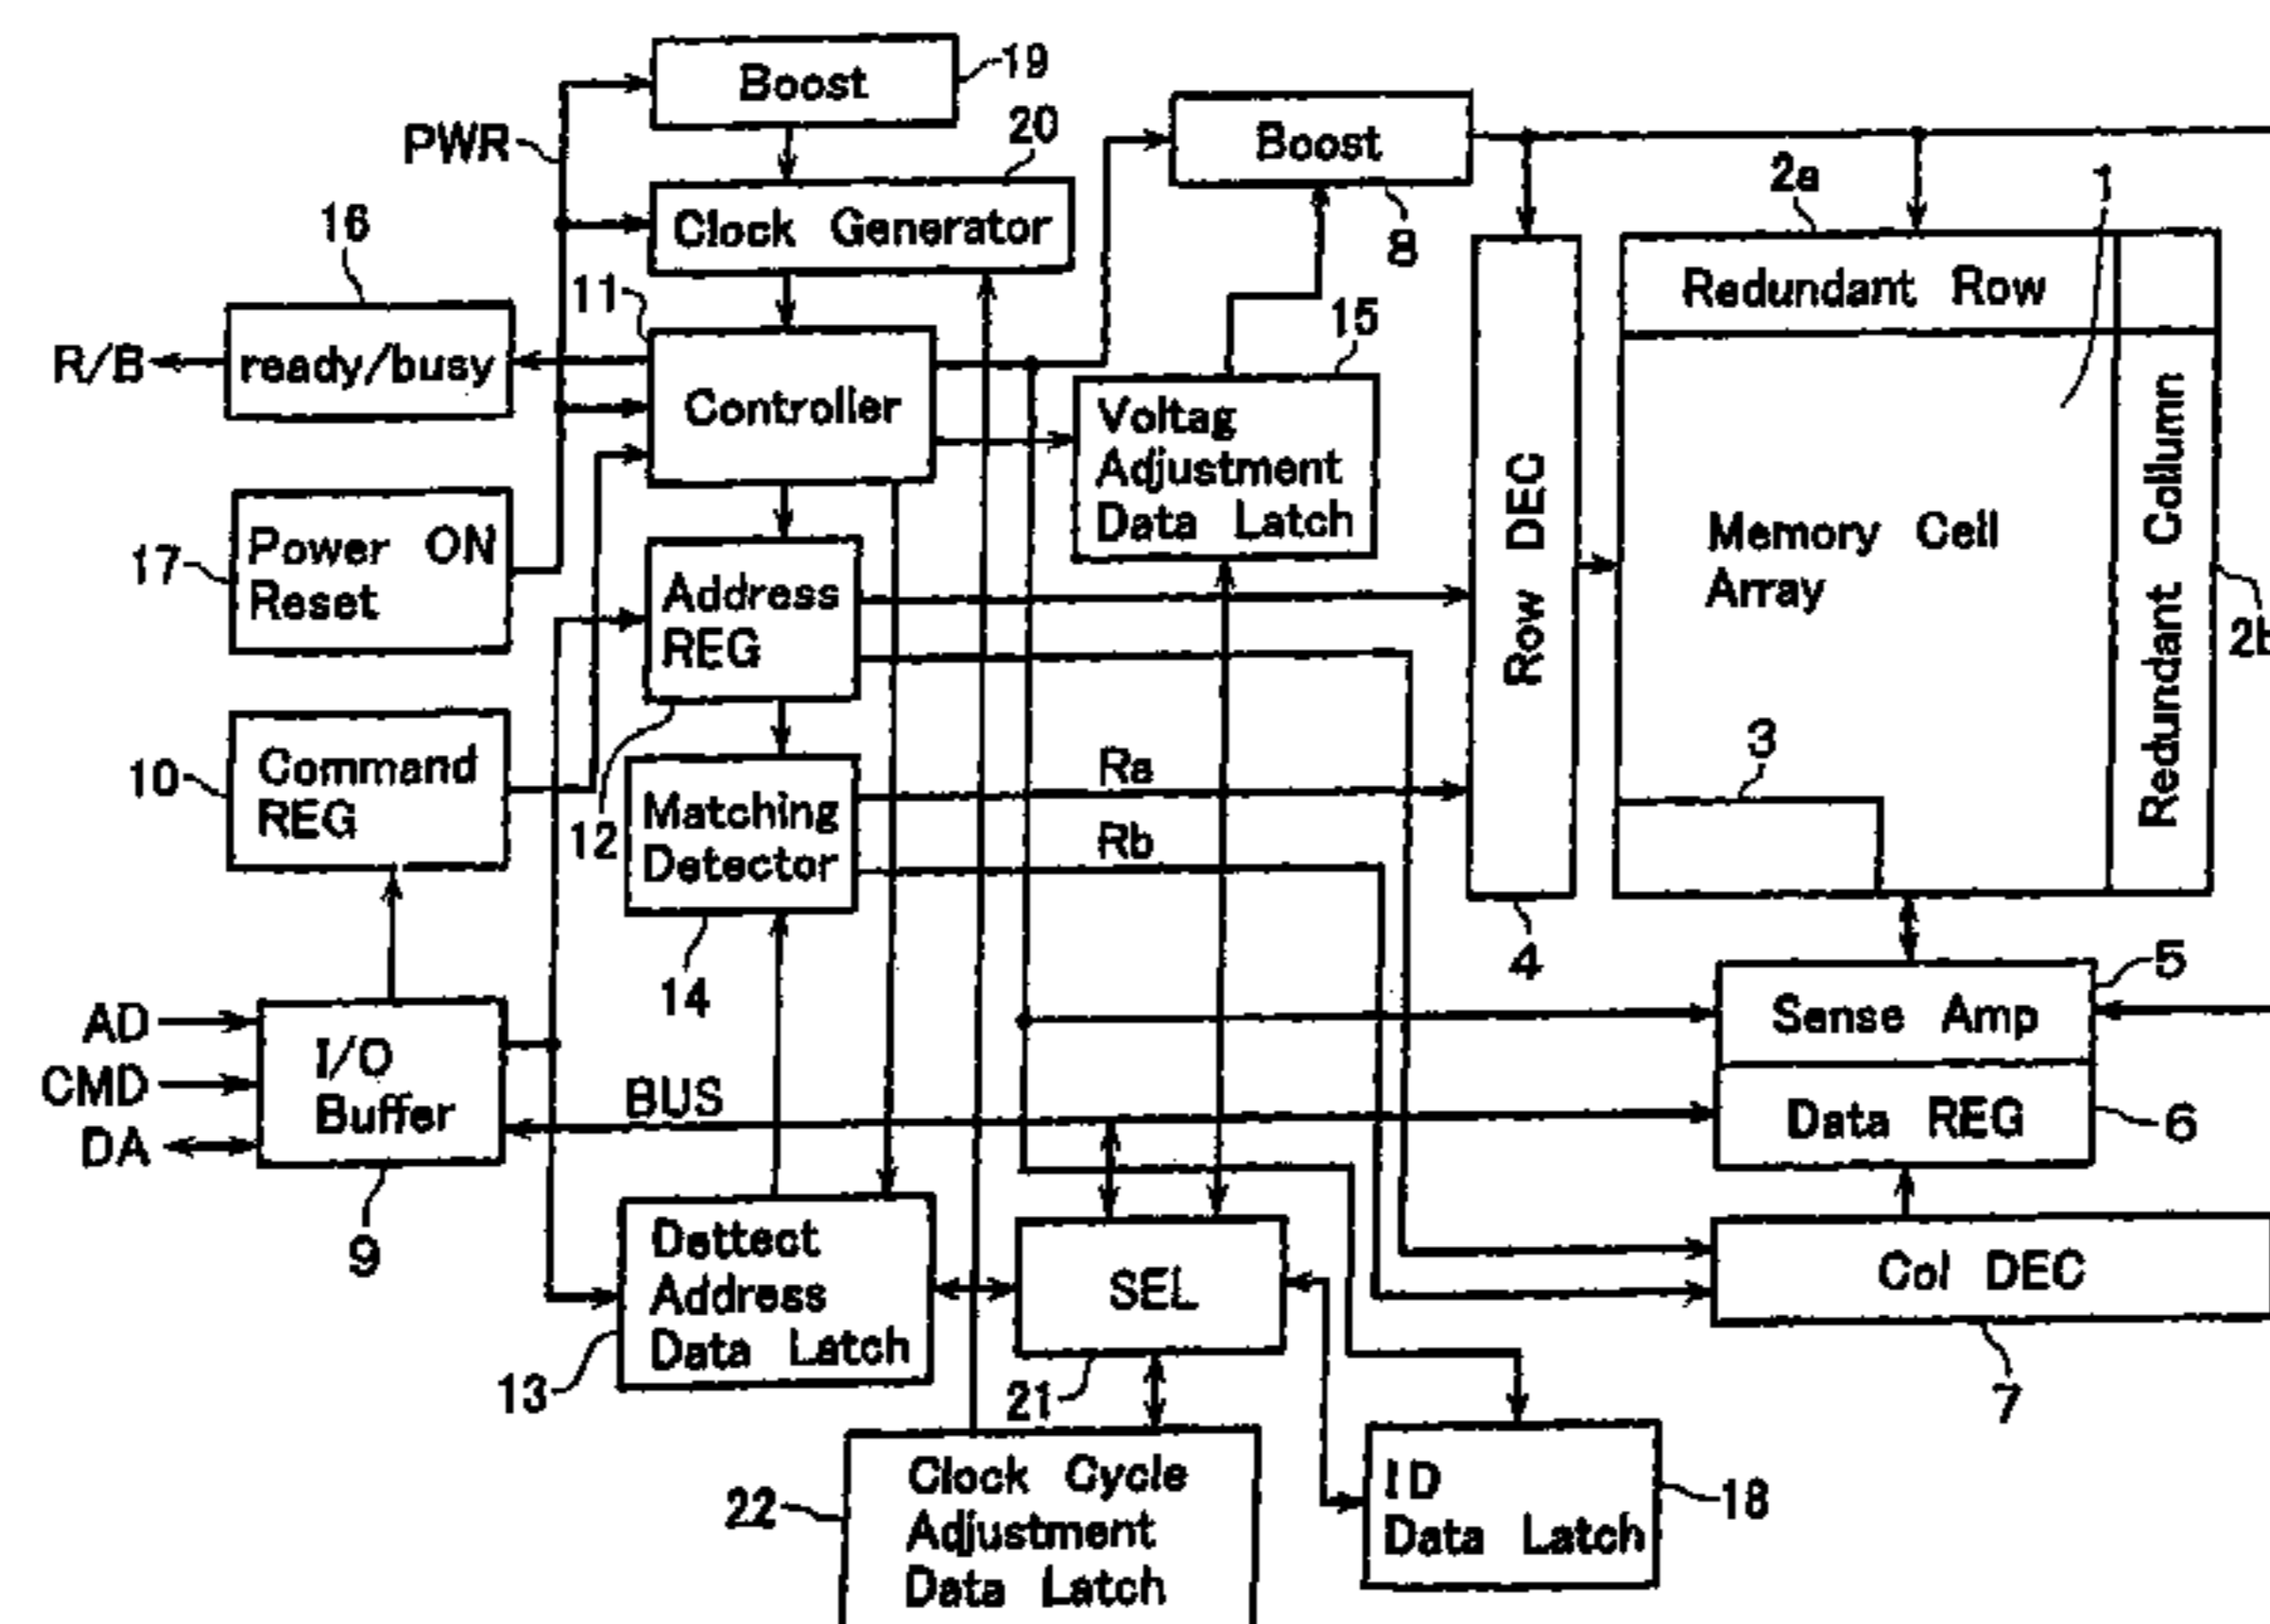 Boost
19
PWR
20
Boost
8
2a
1
Clock Generator
16
11
Redundant Row
15
R/B
ready/busy
Controller
Voltag
Adjustment
Data Latch
Row DEC
Memory Cell
Array
Redundant Collumn
2b
17
Power ON
Reset
Address
REG
12
10
Command
REG
Matching
Detector
14
Ra
Rb
3
4
5
Sense Amp
Data REG
6
AD
CMD
DA
I/O
Buffer
9
BUS
Dettect
Address
Data Latch
13
SEL
21
Col DEC
7
22
Clock Cycle
Adjustment
Data Latch
ID
Data Latch
18